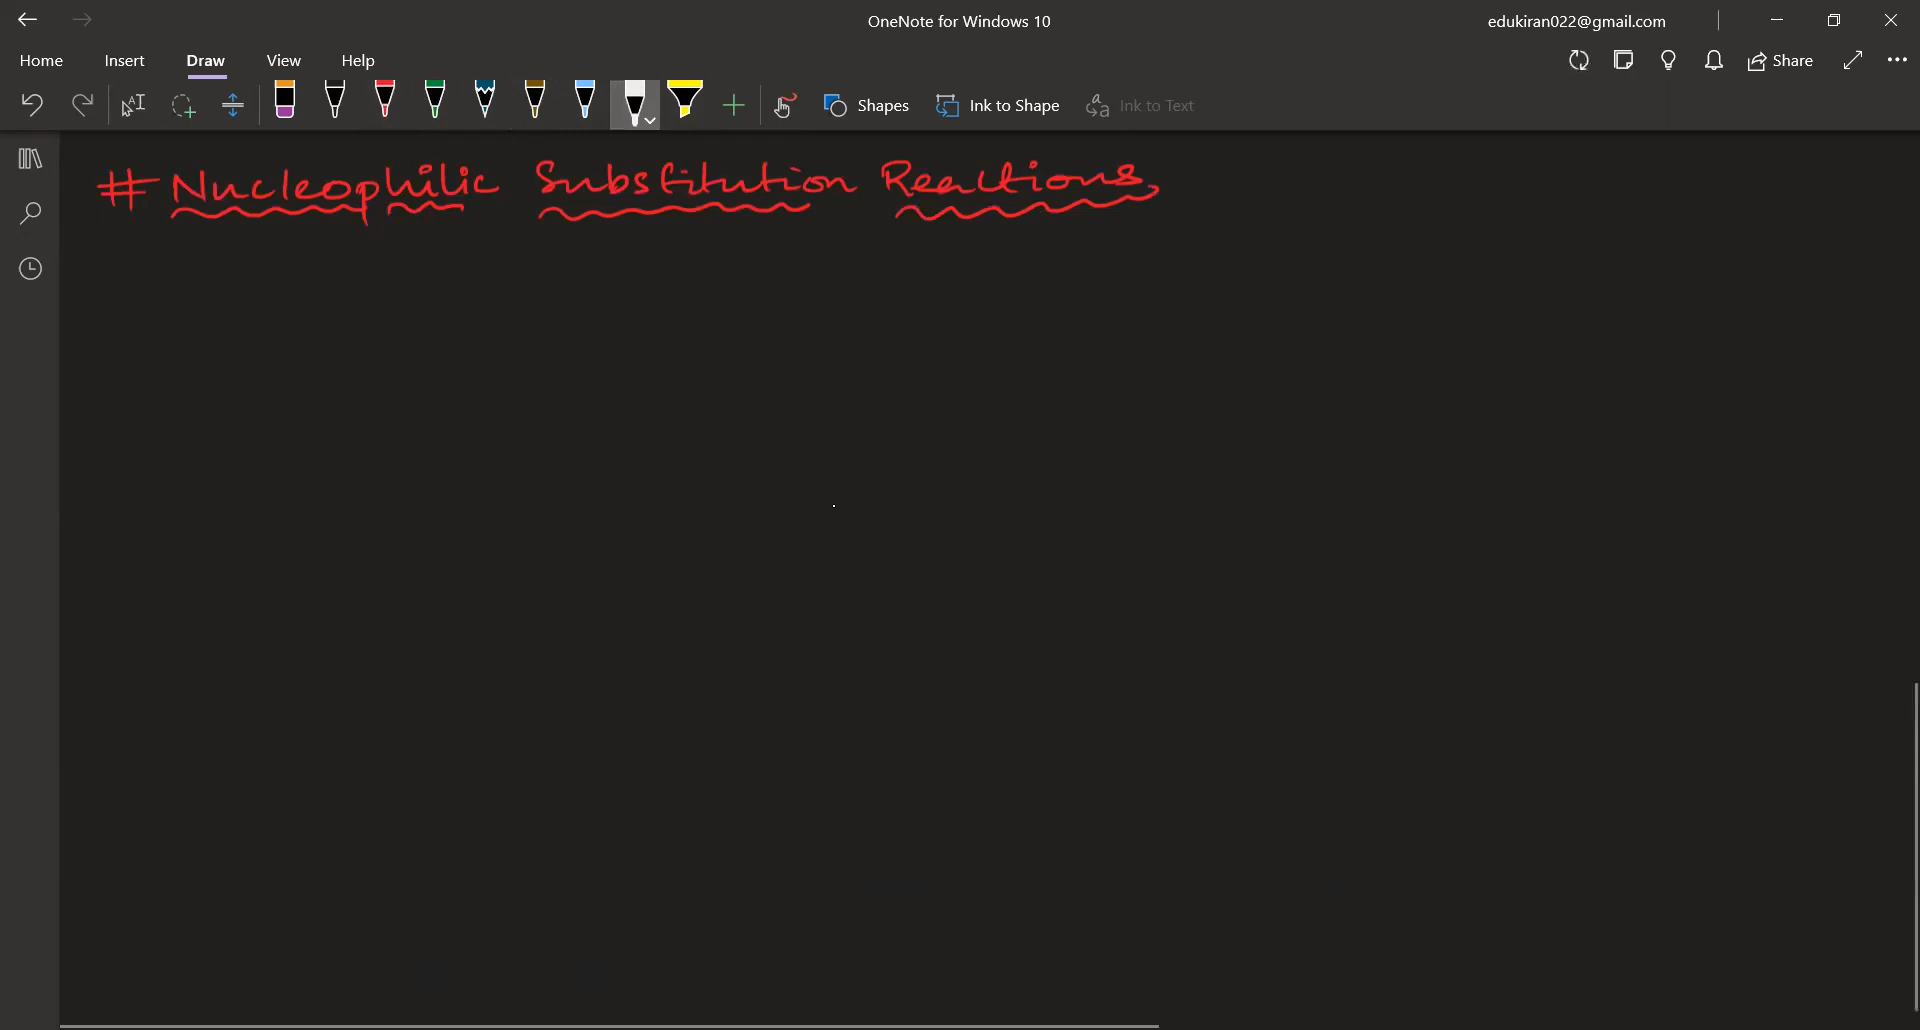 OneNote for Windows 10
edukiran022@gmail.com
Home Insert Draw View Help
Share
Shapes Ink to Shape Ink to Text
# Nucleophilic Substitution Reactions